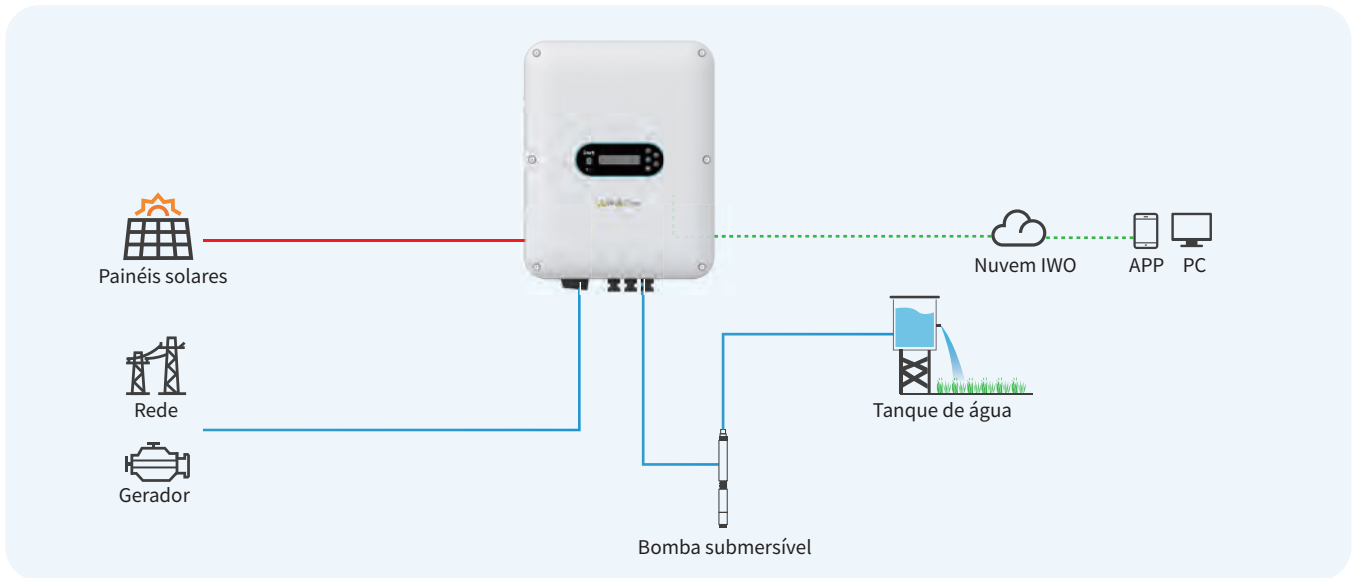 Painéis solares
Nuvem IWO
APP
PC
Rede
Tanque de água
Gerador
Bomba submersível